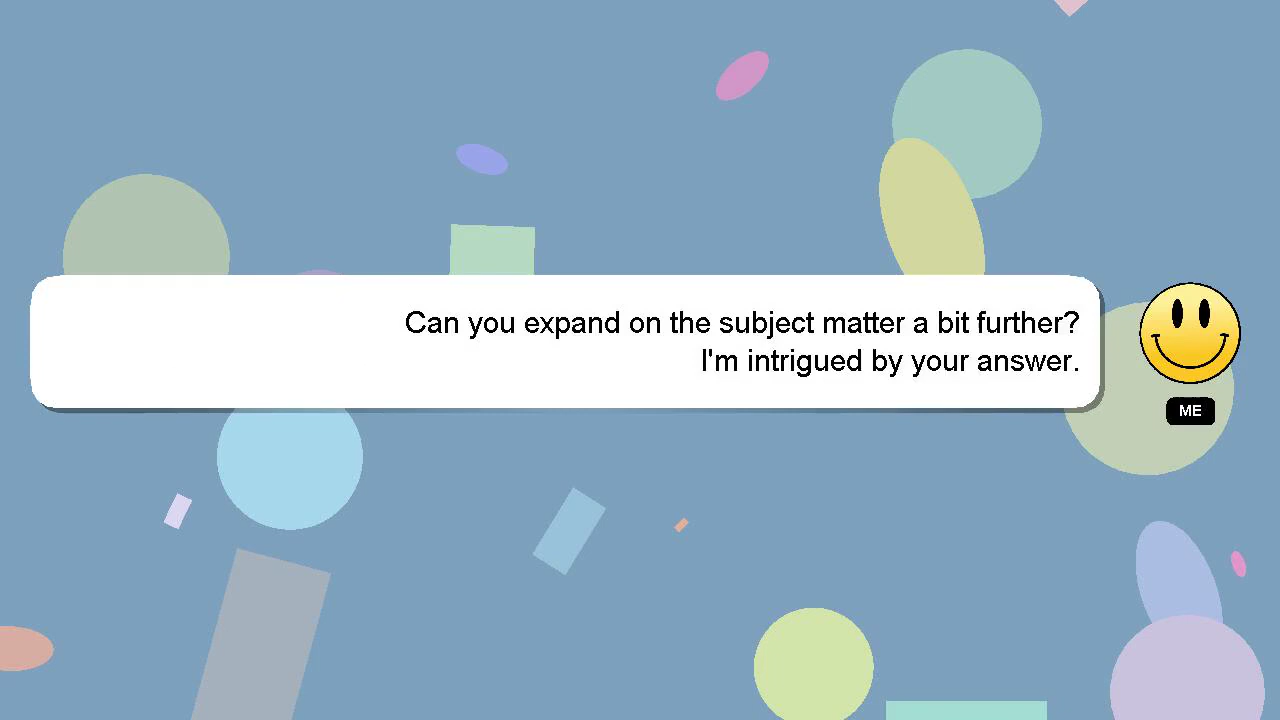 Can you expand on the subject matter a bit further?
I'm intrigued by your answer.
ME